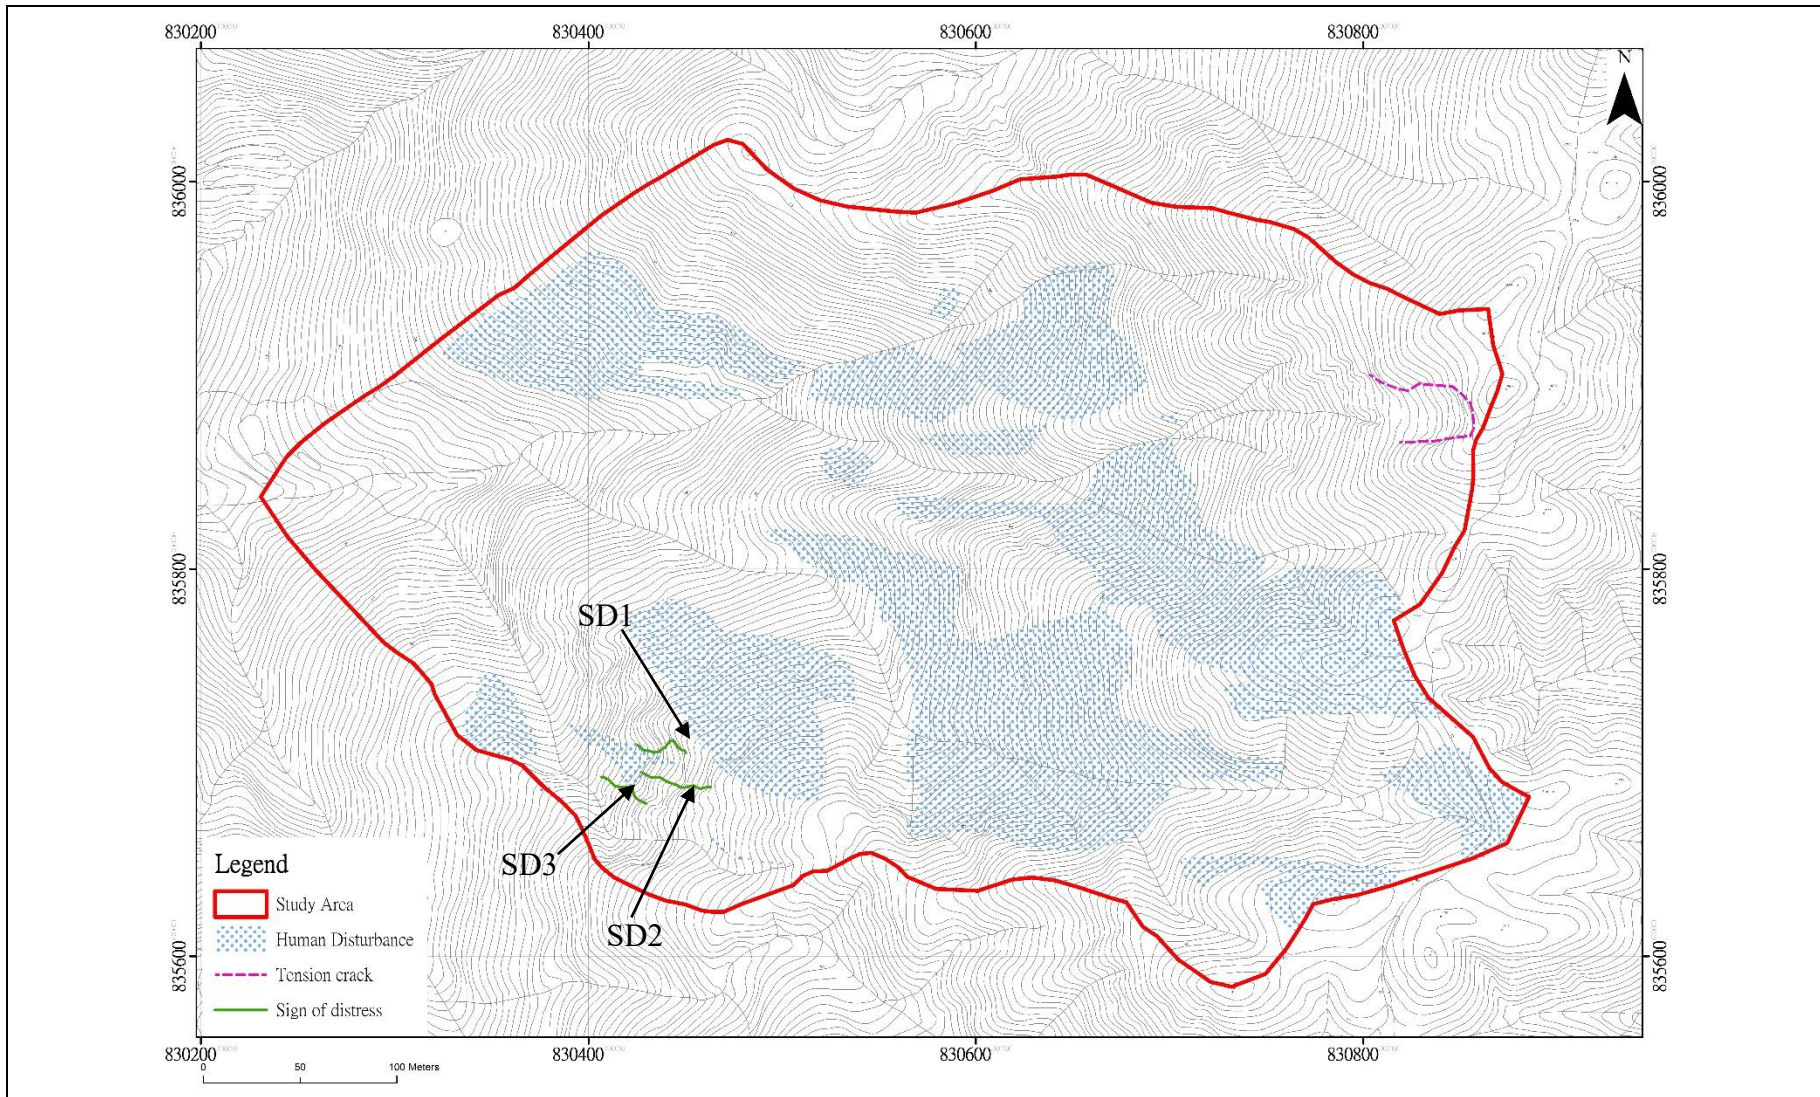 830200
830400
830600
830800
N
836000
836000
835800
835800
SD1
SD3
SD2
835600
835600
Legend
Study Area
Human Disturbance
Tension crack
Sign of distress
830200
830400
830600
830800
0 50 100 Meters